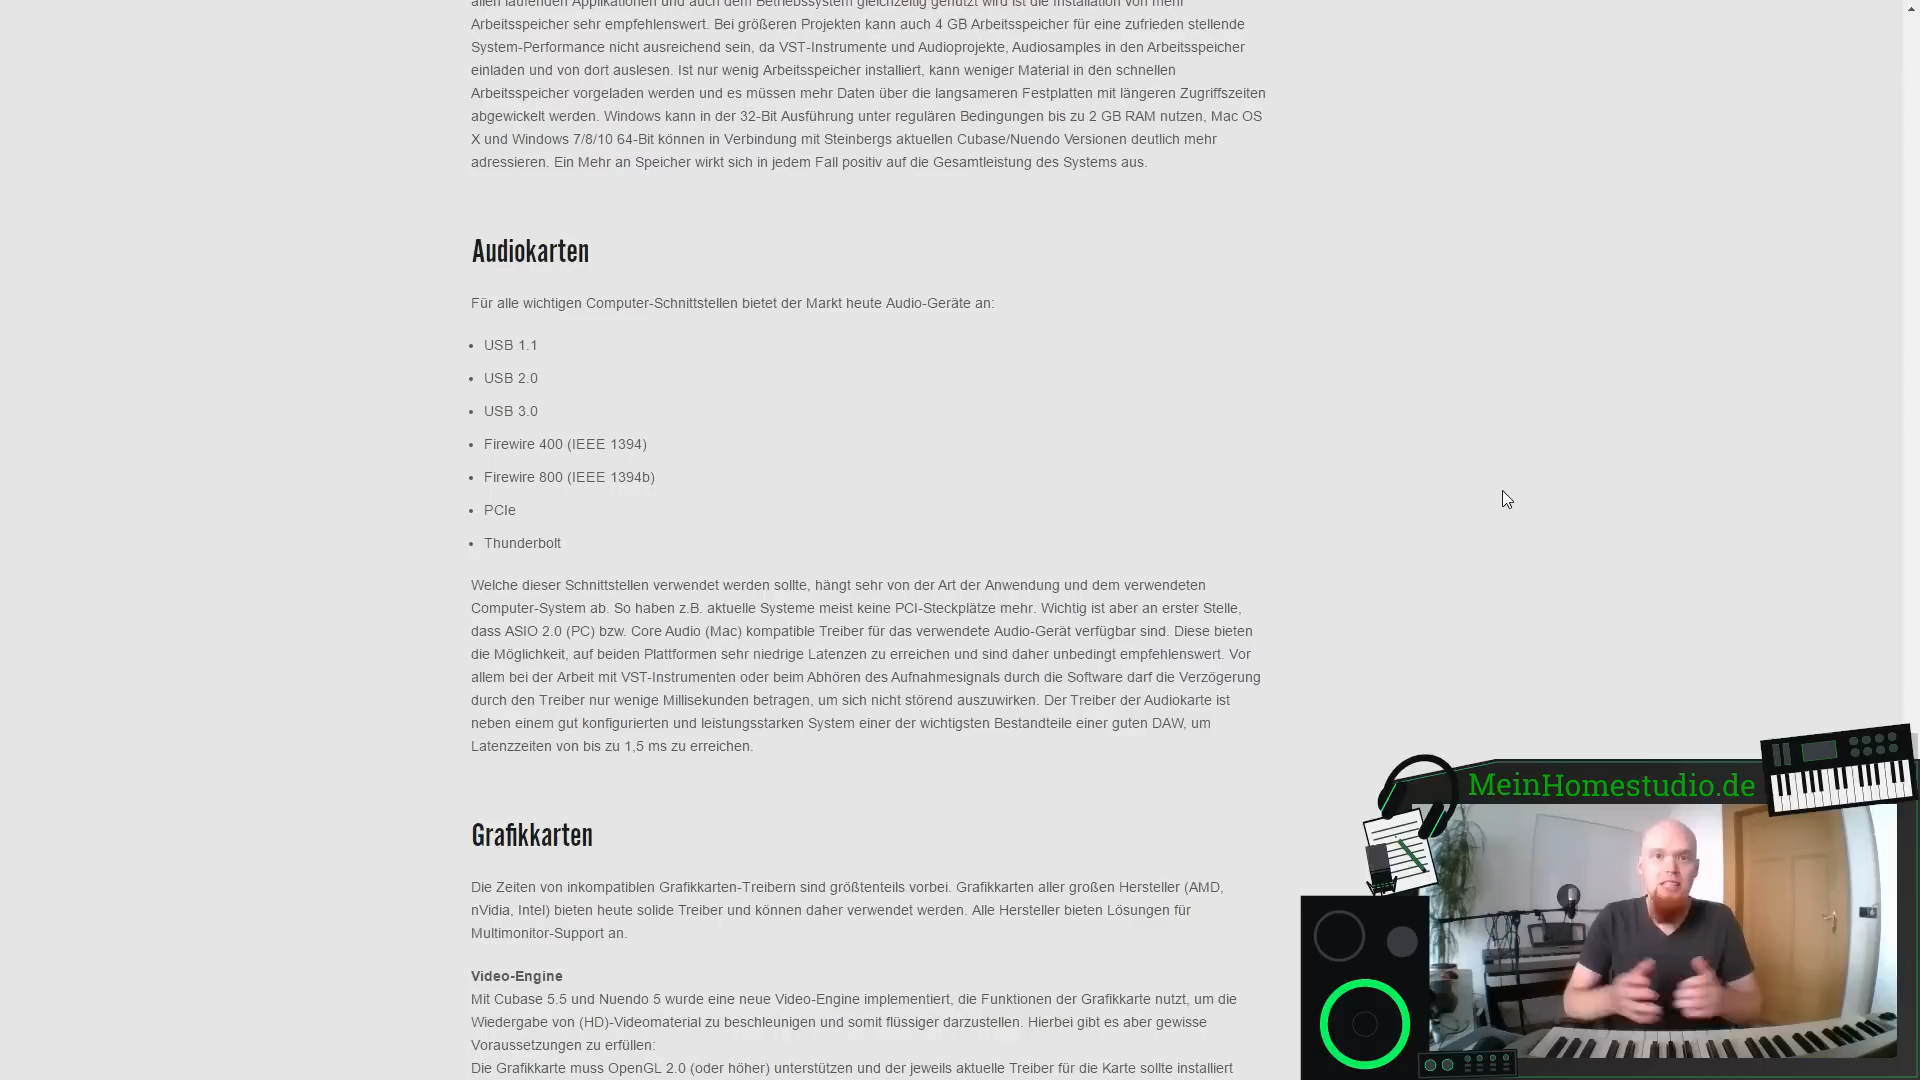 allen laufenden Applikationen und auch dem Betriebssystem gleichzeitig genutzt wird ist die Installation von mehr
Arbeitsspeicher sehr empfehlenswert. Bei größeren Projekten kann auch 4 GB Arbeitsspeicher für eine zufrieden stellende
System-Performance nicht ausreichend sein, da VST-Instrumente und Audioprojekte, Audiosamples in den Arbeitsspeicher
einladen und von dort auslesen. Ist nur wenig Arbeitsspeicher installiert, kann weniger Material in den schnellen
Arbeitsspeicher vorgeladen werden und es müssen mehr Daten über die langsameren Festplatten mit längeren Zugriffszeiten
abgewickelt werden. Windows kann in der 32-Bit Ausführung unter regulären Bedingungen bis zu 2 GB RAM nutzen, Mac OS
X und Windows 7/8/10 64-Bit können in Verbindung mit Steinbergs aktuellen Cubase/Nuendo Versionen deutlich mehr
adressieren. Ein Mehr an Speicher wirkt sich in jedem Fall positiv auf die Gesamtleistung des Systems aus.
Audiokarten
Für alle wichtigen Computer-Schnittstellen bietet der Markt heute Audio-Geräte an:
• USB 1.1
• USB 2.0
• USB 3.0
• Firewire 400 (IEEE 1394)
• Firewire 800 (IEEE 1394b)
• PCIe
• Thunderbolt
Welche dieser Schnittstellen verwendet werden sollte, hängt sehr von der Art der Anwendung und dem verwendeten
Computer-System ab. So haben z.B. aktuelle Systeme meist keine PCI-Steckplätze mehr. Wichtig ist aber an erster Stelle,
dass ASIO 2.0 (PC) bzw. Core Audio (Mac) kompatible Treiber für das verwendete Audio-Gerät verfügbar sind. Diese bieten
die Möglichkeit, auf beiden Plattformen sehr niedrige Latenzen zu erreichen und sind daher unbedingt empfehlenswert. Vor
allem bei der Arbeit mit VST-Instrumenten oder beim Abhören des Aufnahmesignals durch die Software darf die Verzögerung
durch den Treiber nur wenige Millisekunden betragen, um sich nicht störend auszuwirken. Der Treiber der Audiokarte ist
neben einem gut konfigurierten und leistungsstarken System einer der wichtigsten Bestandteile einer guten DAW, um
Latenzzeiten von bis zu 1,5 ms zu erreichen.
Grafikkarten
Die Zeiten von inkompatiblen Grafikkarten-Treibern sind größtenteils vorbei. Grafikkarten aller großen Hersteller (AMD,
nVidia, Intel) bieten heute solide Treiber und können daher verwendet werden. Alle Hersteller bieten Lösungen für
Multimonitor-Support an.
Video-Engine
Mit Cubase 5.5 und Nuendo 5 wurde eine neue Video-Engine implementiert, die Funktionen der Grafikkarte nutzt, um die
Wiedergabe von (HD)-Videomaterial zu beschleunigen und somit flüssiger darzustellen. Hierbei gibt es aber gewisse
Voraussetzungen zu erfüllen:
Die Grafikkarte muss OpenGL 2.0 (oder höher) unterstützen und der jeweils aktuelle Treiber für die Karte sollte installiert
MeinHomestudio.de